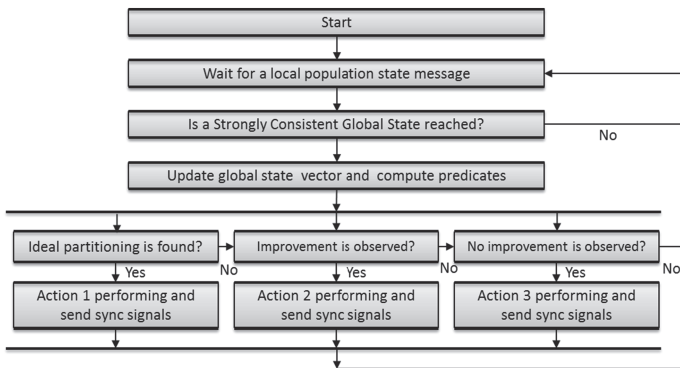 Start
Wait for a local population state message
Is a Strongly Consistent Global State reached?
No
Update global state vector and compute predicates
Ideal partitioning is found?
Improvement is observed?
No improvement is observed?
Yes
No
Yes
No
Yes
No
Action 1 performing and
send sync signals
Action 2 performing and
send sync signals
Action 3 performing and
send sync signals